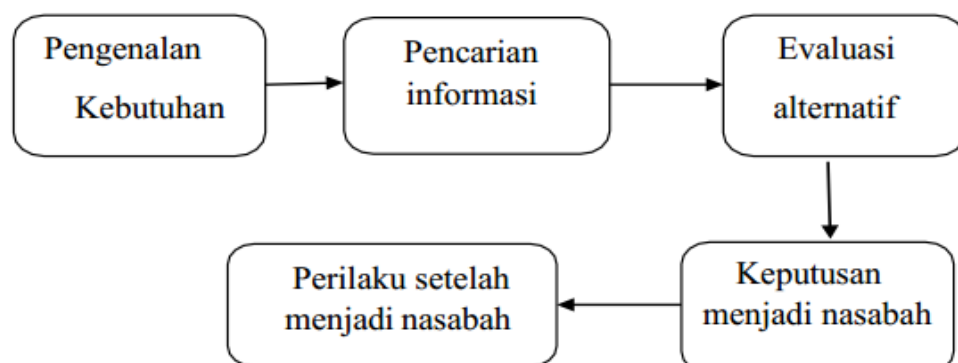 Pengenalan
Kebutuhan
Pencarian
informasi
Evaluasi
alternatif
Keputusan
menjadi nasabah
Perilaku setelah
menjadi nasabah